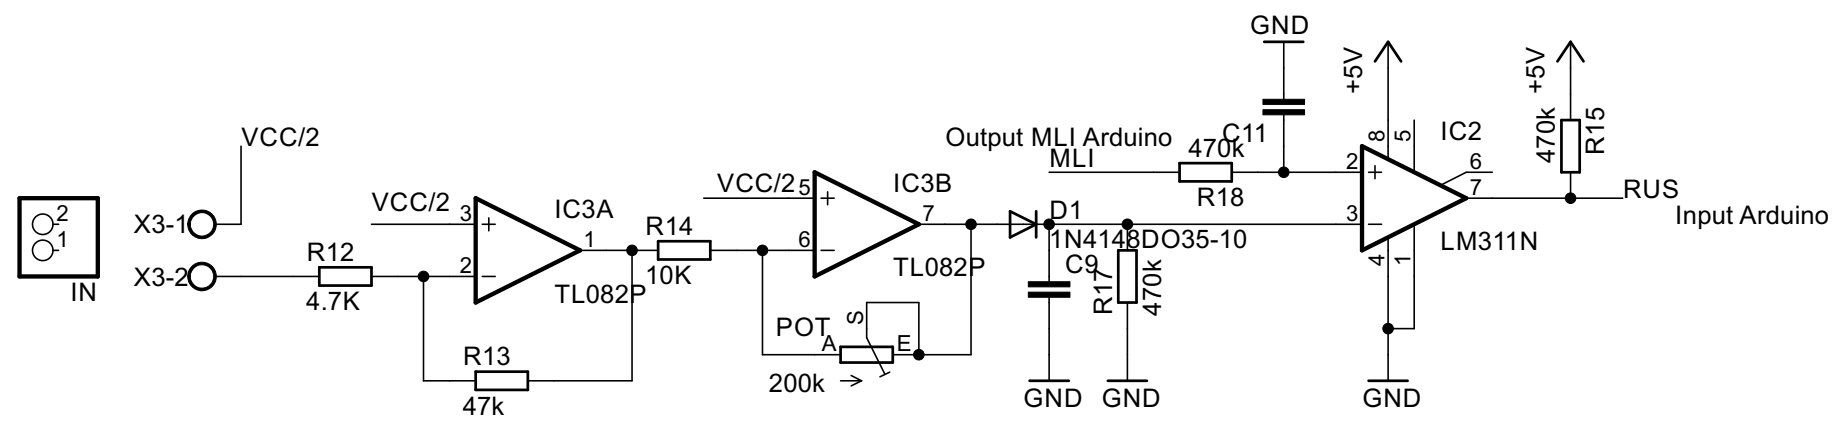 GND
+5V
+5V
VCC/2
Output MLI Arduino
MLI
C11
470k
R18
8
5
IC2
470k
R15
2
+
6
7
RUS
Input Arduino
3
-
LM311N
4
1
GND
2
1
IN
X3-1
X3-2
R12
4.7K
VCC/2
3
+
2
-
IC3A
1
TL082P
R13
47k
R14
10K
VCC/2
5
+
6
-
IC3B
7
TL082P
POT
S
A
E
200k
D1
1N4148DO35-10
C9
R17
470k
GND
GND